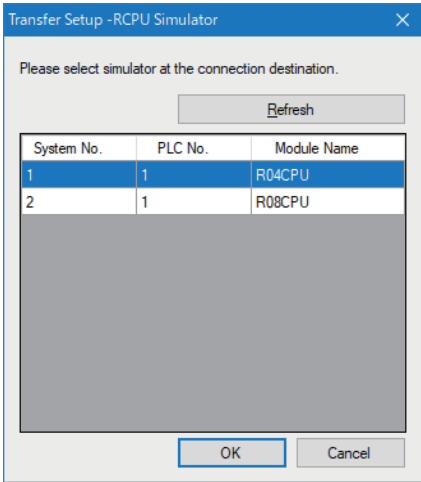 Transfer Setup -RCPU Simulator
Please select simulator at the connection destination.
Refresh
System No. PLC No. Module Name
1 1 R04CPU
2 1 R08CPU
OK Cancel